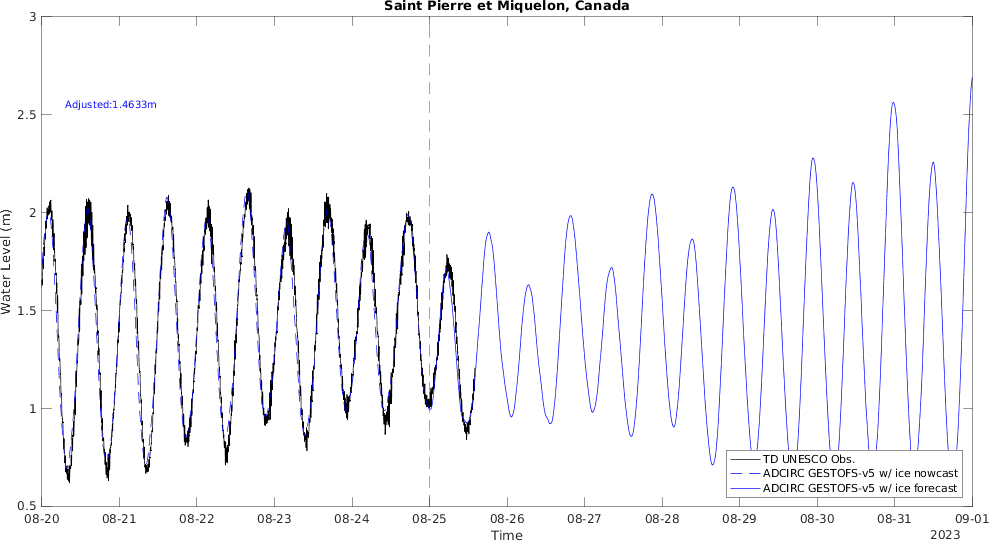 Saint Pierre et Miquelon, Canada
3
2.5
2
1.5
1
0.5
Water Level (m)
Adjusted:1.4633m
TD UNESCO Obs.
ADCIRC GESTOFS-v5 w/ ice nowcast
ADCIRC GESTOFS-v5 w/ ice forecast
08-20 08-21 08-22 08-23 08-24 08-25 08-26 08-27 08-28 08-29 08-30 08-31 09-01
Time
2023